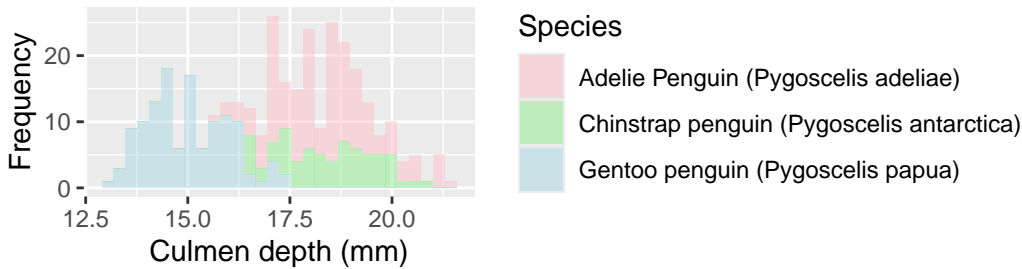 Frequency
20
10
0
12.5
15.0
17.5
20.0
Culmen depth (mm)
Species
Adelie Penguin (Pygoscelis adeliae)
Chinstrap penguin (Pygoscelis antarctica)
Gentoo penguin (Pygoscelis papua)